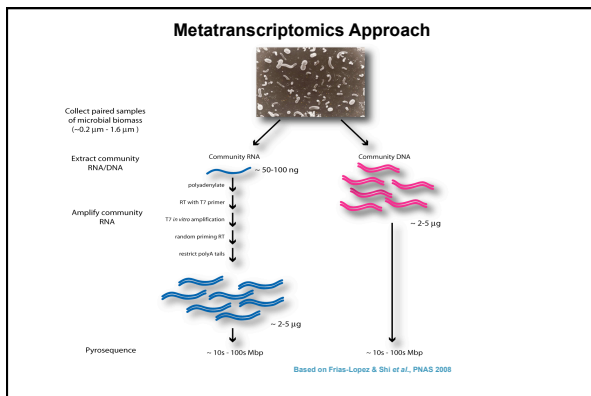 Metatranscriptomics Approach
Collect paired samples
of microbial biomass
(~0.2 μm - 1.6 μm )
Extract community
RNA/DNA
Community RNA
~ 50-100 ng
Community DNA
~ 2-5 μg
Amplify community
RNA
polyadenylate
RT with T7 primer
T7 in vitro amplification
random priming RT
restrict polyA tails
~ 2-5 μg
Pyrosequence
~ 10s - 100s Mbp
~ 10s - 100s Mbp
Based on Frias-Lopez & Shi et al., PNAS 2008